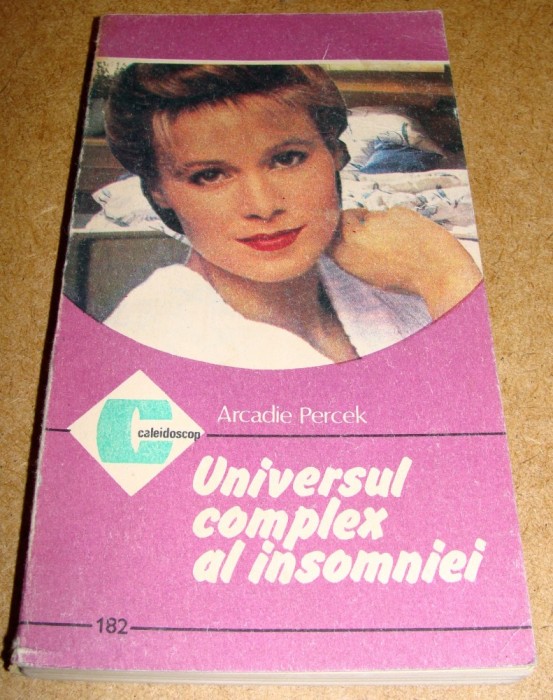 Arcadie Percek
caleidoscop
Universul
complex
al insomniei
182